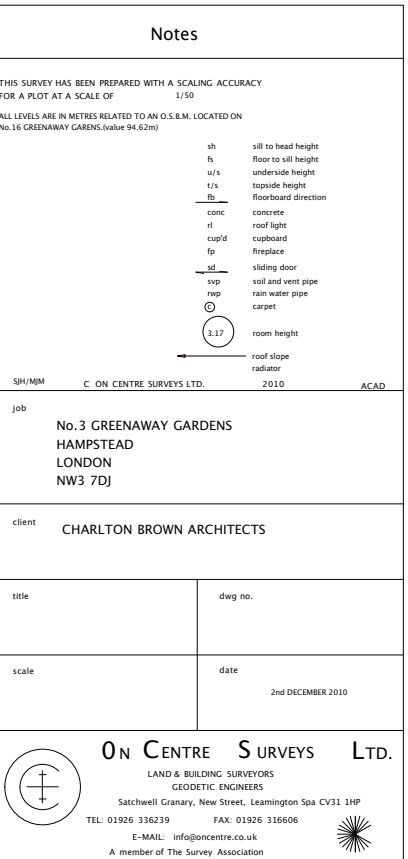 Notes
THIS SURVEY HAS BEEN PREPARED WITH A SCALING ACCURACY
FOR A PLOT AT A SCALE OF 1/50
ALL LEVELS ARE IN METRES RELATED TO AN O.S.B.M. LOCATED ON
No.16 GREENAWAY GARENS.(value 94.62m)
sh sill to head height
fs floor to sill height
u/s underside height
t/s topside height
fb floorboard direction
conc concrete
rl roof light
cup'd cupboard
fp fireplace
sd sliding door
svp soil and vent pipe
rwp rain water pipe
c carpet
3.17 room height
roof slope
radiator
SJH/MJM C ON CENTRE SURVEYS LTD. 2010 ACAD
job
No.3 GREENAWAY GARDENS
HAMPSTEAD
LONDON
NW3 7DJ
client CHARLTON BROWN ARCHITECTS
title dwg no.
scale date
2nd DECEMBER 2010
0N CENTRE SURVEYS LTD.
LAND & BUILDING SURVEYORS
GEODETIC ENGINEERS
Satchwell Granary, New Street, Leamington Spa CV31 1HP
TEL: 01926 336239 FAX: 01926 316606
E-MAIL: info@oncentre.co.uk
A member of The Survey Association